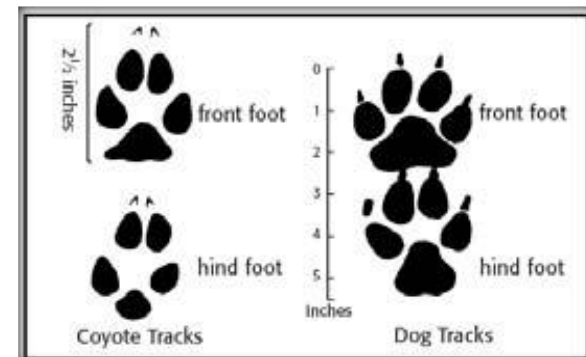 2½ inches
front foot
hind foot
Coyote Tracks
0
1
2
3
4
5
Inches
front foot
hind foot
Dog Tracks